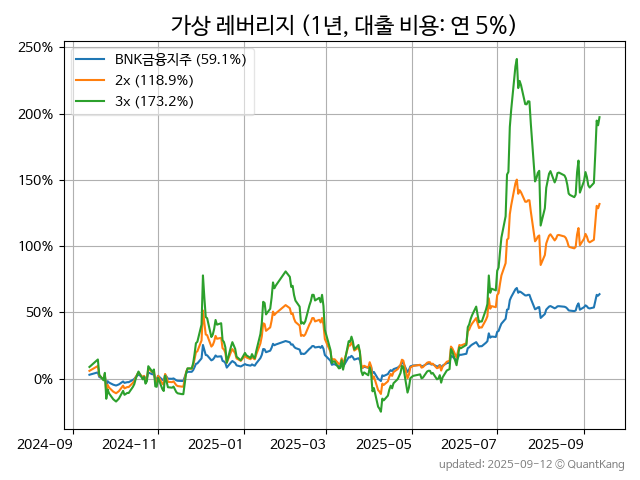 가상 레버리지 (1년, 대출 비용: 연 5%)
250%
200%
150%
100%
50%
0%
BNK금융지주 (59.1%)
2x (118.9%)
3x (173.2%)
2024-09
2024-11
2025-01
2025-03
2025-05
2025-07
2025-09
updated: 2025-09-12 © QuantKang